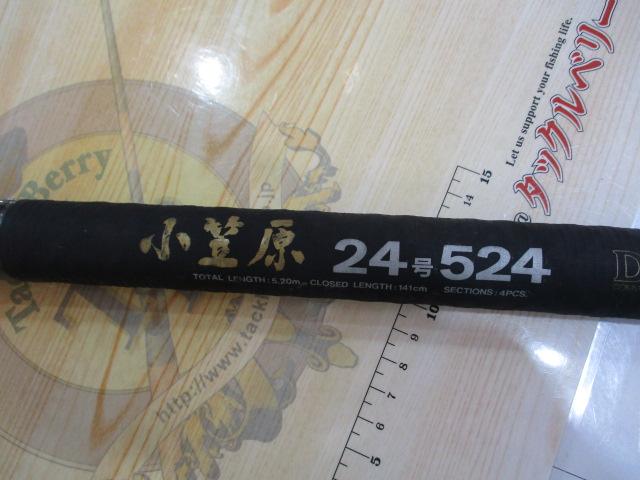 Let us support your fishing life.
タックルベリー
@
Berry
小笠原 24号 524
TOTAL LENGTH : 5.20m CLOSED LENGTH : 141cm SECTIONS : 4PCS.
http://www.tack
.jp
15
14
10
9
8
7
6
5